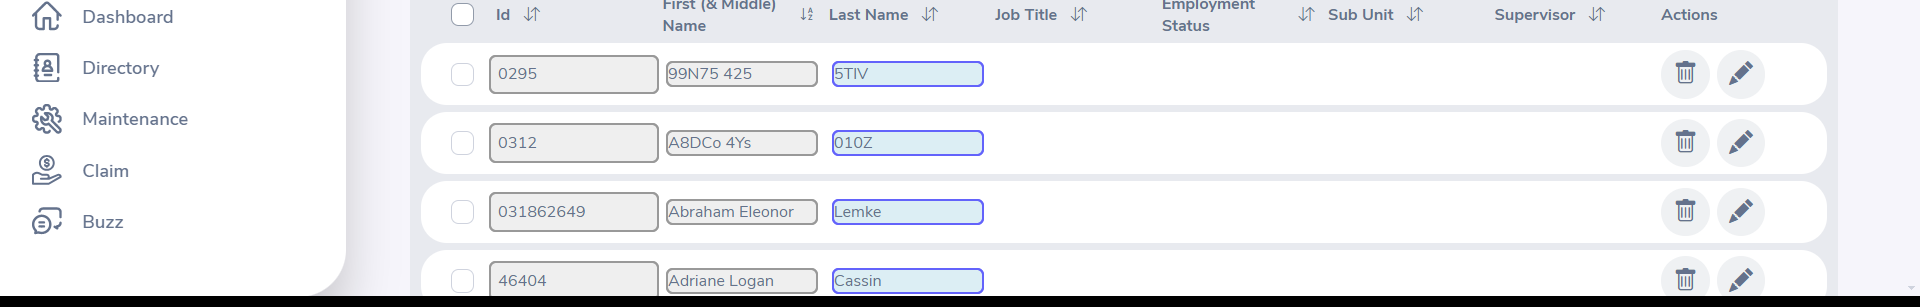 Dashboard
Directory
Maintenance
Claim
Buzz
Id
First (& Middle)
Name
Last Name
Job Title
Employment
Status
Sub Unit
Supervisor
Actions
0295 99N75 425 5TIV
0312 A8DCo 4Ys 010Z
031862649 Abraham Eleonor Lemke
46404 Adriane Logan Cassin